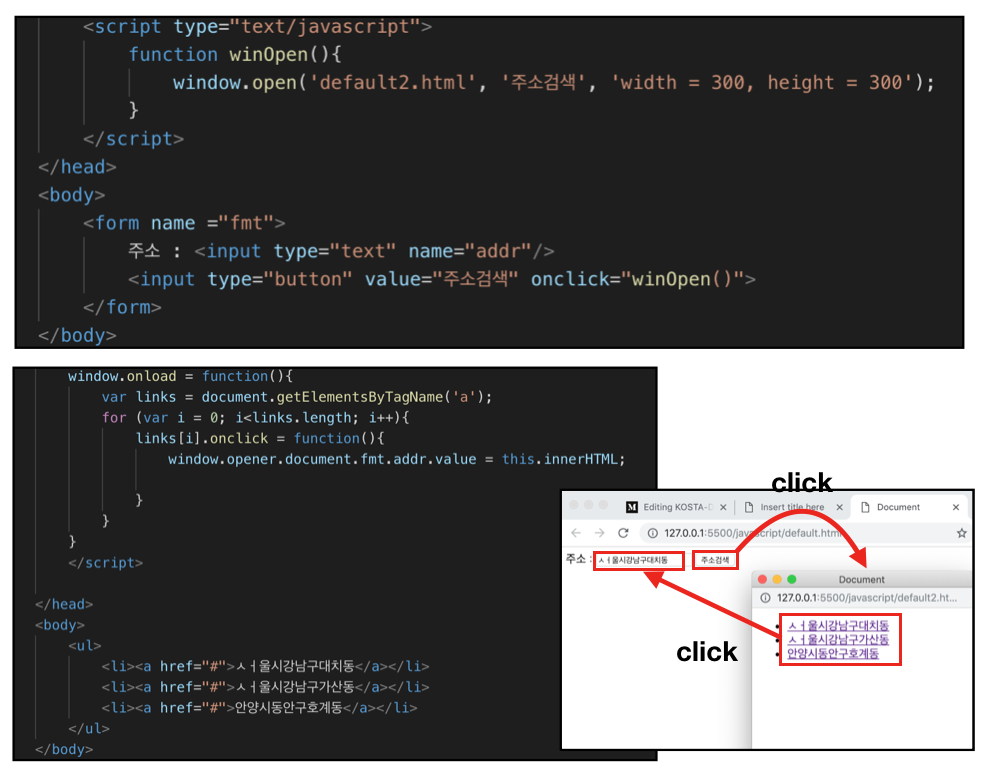 <script type="text/javascript">
function winOpen(){
window.open('default2.html', '주소검색', 'width = 300, height = 300');
}
</script>
</head>
<body>
<form name ="fmt">
주소 : <input type="text" name="addr"/>
<input type="button" value="주소검색" onclick="winOpen()">
</form>
</body>
window.onload = function(){
var links = document.getElementsByTagName('a');
for (var i = 0; i<links.length; i++){
links[i].onclick = function(){
window.opener.document.fmt.addr.value = this.innerHTML;
}
}
}
</script>
</head>
<body>
<ul>
<li><a href="#">ㅅㅓ울시강남구대치동</a></li>
<li><a href="#">ㅅㅓ울시강남구가산동</a></li>
<li><a href="#">안양시동안구호계동</a></li>
</ul>
</body>
click
Editing KOSTA-
Insert title here
Document
127.0.0.1:5500/javascript/default.html
주소 : ㅅㅓ울시강남구대치동 주소검색
Document
127.0.0.1:5500/javascript/default2.ht...
ㅅㅓ울시강남구대치동
ㅅㅓ울시강남구가산동
안양시동안구호계동
click